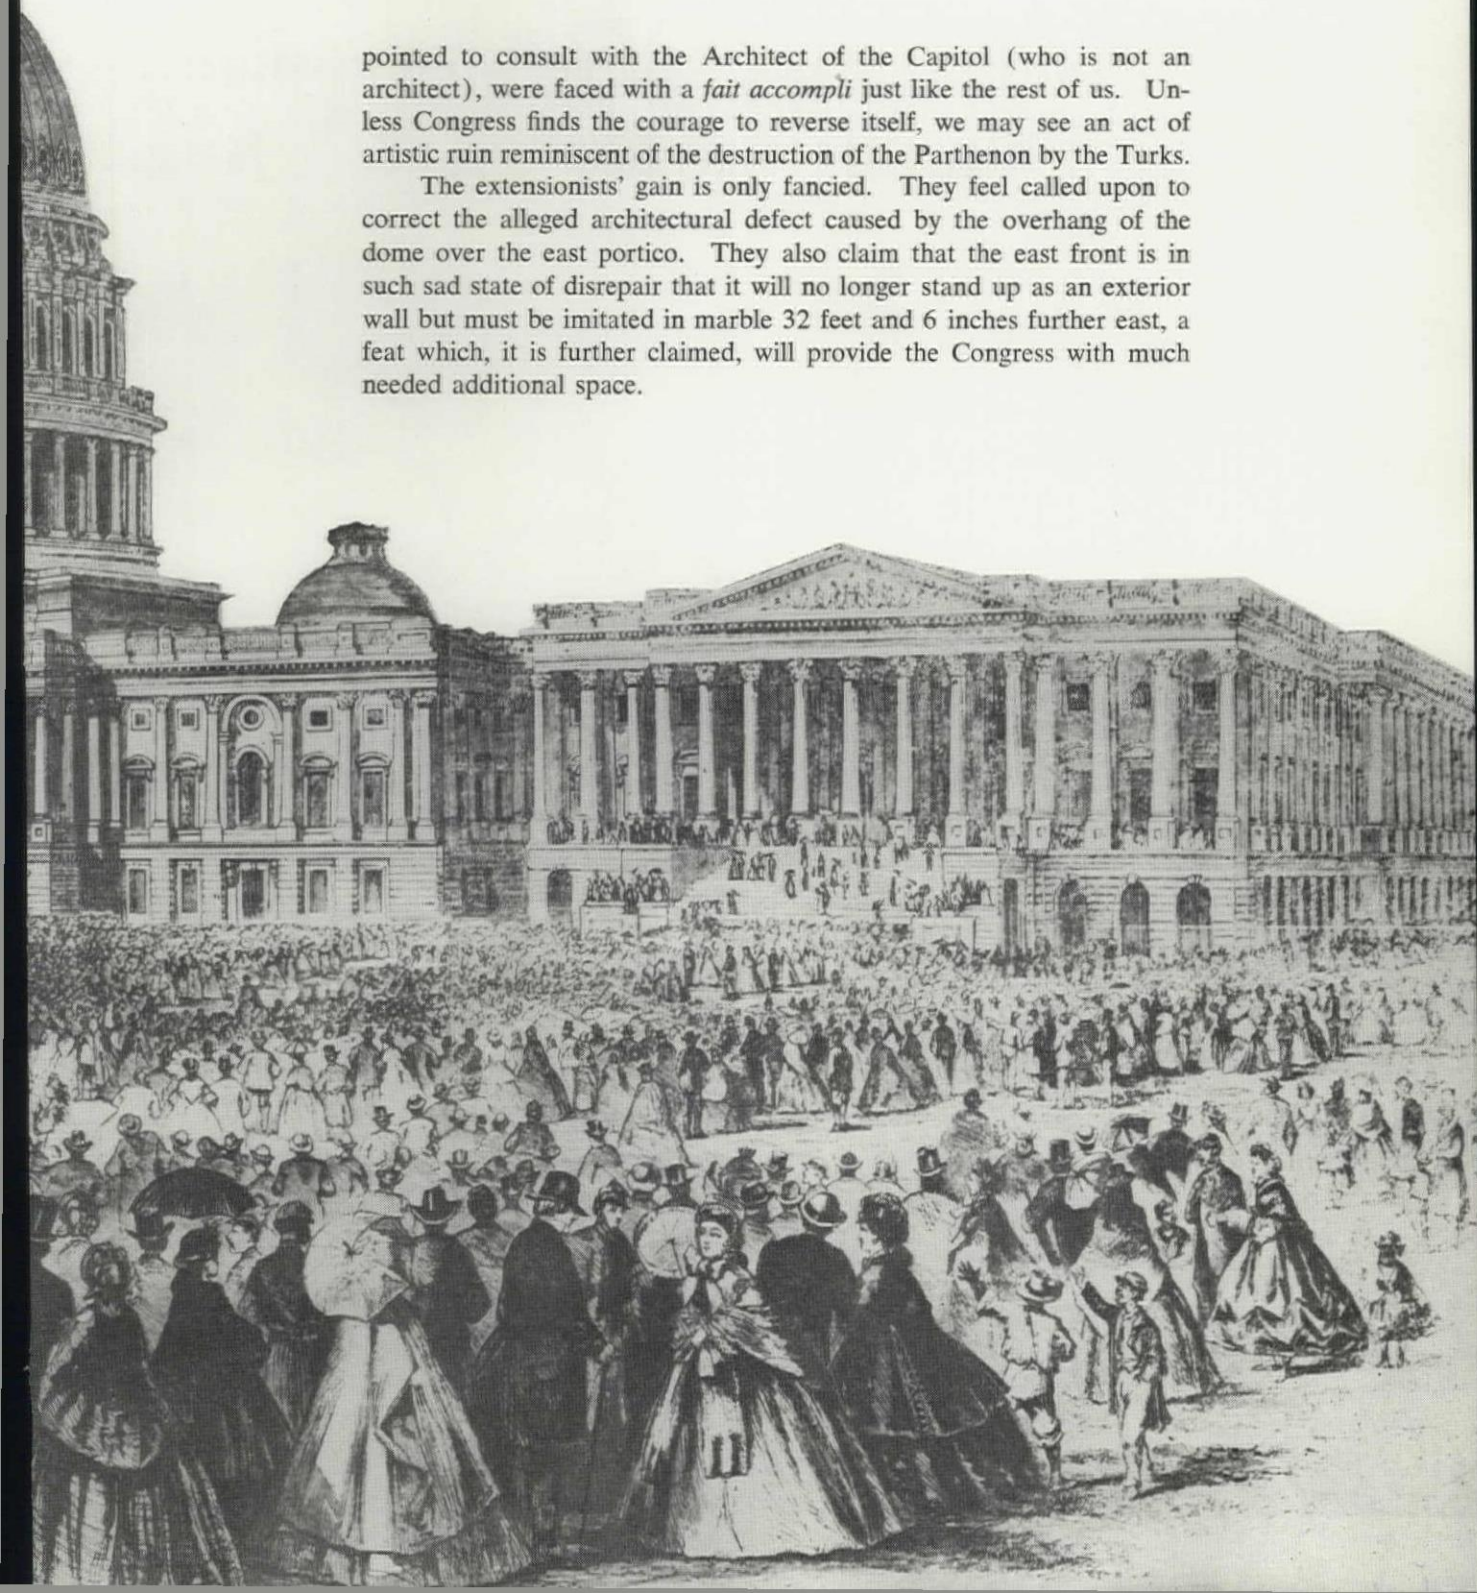 pointed to consult with the Architect of the Capitol (who is not an
architect), were faced with a fait accompli just like the rest of us. Un-
less Congress finds the courage to reverse itself, we may see an act of
artistic ruin reminiscent of the destruction of the Parthenon by the Turks.
The extensionists' gain is only fancied. They feel called upon to
correct the alleged architectural defect caused by the overhang of the
dome over the east portico. They also claim that the east front is in
such sad state of disrepair that it will no longer stand up as an exterior
wall but must be imitated in marble 32 feet and 6 inches further east, a
feat which, it is further claimed, will provide the Congress with much
needed additional space.